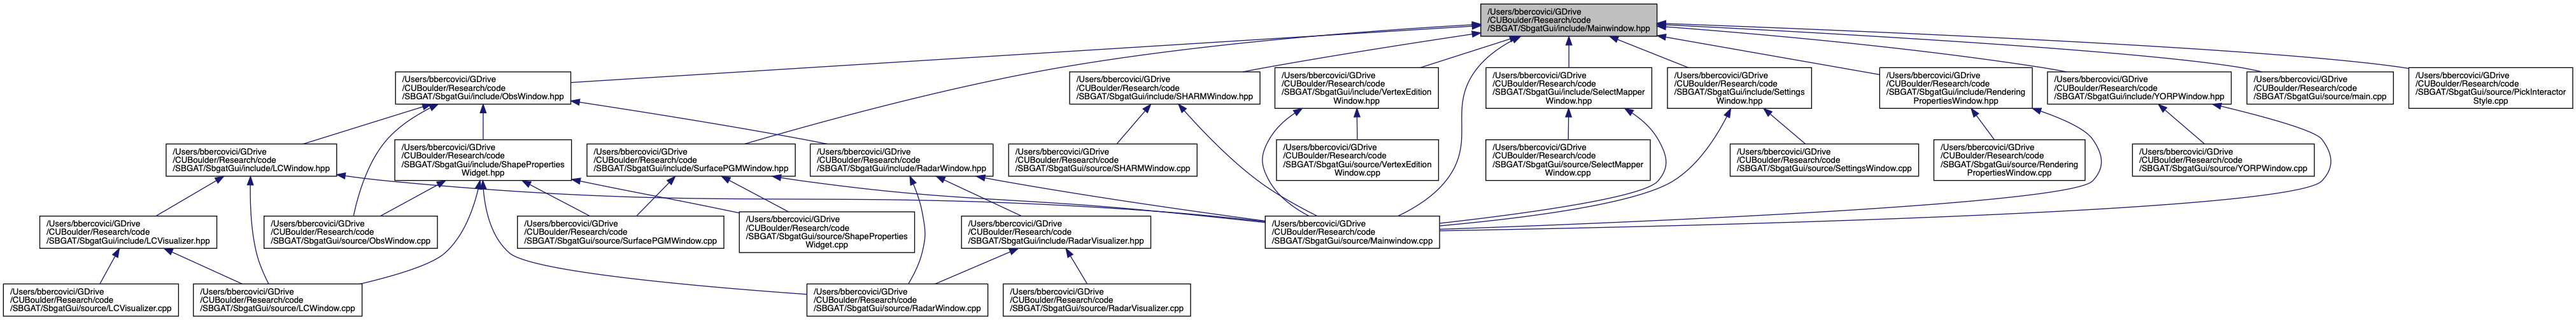 /Users/bbercovici/GDrive
/CUBoulder/Research/code
/SBGAT/SbgatGui/include/Mainwindow.hpp
/Users/bbercovici/GDrive
/CUBoulder/Research/code
/SBGAT/SbgatGui/include/ObsWindow.hpp
/Users/bbercovici/GDrive
/CUBoulder/Research/code
/SBGAT/SbgatGui/include/SHARMWindow.hpp
/Users/bbercovici/GDrive
/CUBoulder/Research/code
/SBGAT/SbgatGui/include/VertexEdition
Window.hpp
/Users/bbercovici/GDrive
/CUBoulder/Research/code
/SBGAT/SbgatGui/include/SelectMapper
Window.hpp
/Users/bbercovici/GDrive
/CUBoulder/Research/code
/SBGAT/SbgatGui/include/Settings
Window.hpp
/Users/bbercovici/GDrive
/CUBoulder/Research/code
/SBGAT/SbgatGui/include/Rendering
PropertiesWindow.hpp
/Users/bbercovici/GDrive
/CUBoulder/Research/code
/SBGAT/SbgatGui/include/YORPWindow.hpp
/Users/bbercovici/GDrive
/CUBoulder/Research/code
/SBGAT/SbgatGui/source/main.cpp
/Users/bbercovici/GDrive
/CUBoulder/Research/code
/SBGAT/SbgatGui/source/PickInteractor
Style.cpp
/Users/bbercovici/GDrive
/CUBoulder/Research/code
/SBGAT/SbgatGui/include/LCWindow.hpp
/Users/bbercovici/GDrive
/CUBoulder/Research/code
/SBGAT/SbgatGui/include/ShapeProperties
Widget.hpp
/Users/bbercovici/GDrive
/CUBoulder/Research/code
/SBGAT/SbgatGui/include/SurfacePGMWindow.hpp
/Users/bbercovici/GDrive
/CUBoulder/Research/code
/SBGAT/SbgatGui/include/RadarWindow.hpp
/Users/bbercovici/GDrive
/CUBoulder/Research/code
/SBGAT/SbgatGui/source/SHARMWindow.cpp
/Users/bbercovici/GDrive
/CUBoulder/Research/code
/SBGAT/SbgatGui/source/VertexEdition
Window.cpp
/Users/bbercovici/GDrive
/CUBoulder/Research/code
/SBGAT/SbgatGui/source/SelectMapper
Window.cpp
/Users/bbercovici/GDrive
/CUBoulder/Research/code
/SBGAT/SbgatGui/source/SettingsWindow.cpp
/Users/bbercovici/GDrive
/CUBoulder/Research/code
/SBGAT/SbgatGui/source/Rendering
PropertiesWindow.cpp
/Users/bbercovici/GDrive
/CUBoulder/Research/code
/SBGAT/SbgatGui/source/YORPWindow.cpp
/Users/bbercovici/GDrive
/CUBoulder/Research/code
/SBGAT/SbgatGui/include/LCVisualizer.hpp
/Users/bbercovici/GDrive
/CUBoulder/Research/code
/SBGAT/SbgatGui/source/ObsWindow.cpp
/Users/bbercovici/GDrive
/CUBoulder/Research/code
/SBGAT/SbgatGui/source/SurfacePGMWindow.cpp
/Users/bbercovici/GDrive
/CUBoulder/Research/code
/SBGAT/SbgatGui/source/ShapeProperties
Widget.cpp
/Users/bbercovici/GDrive
/CUBoulder/Research/code
/SBGAT/SbgatGui/include/RadarVisualizer.hpp
/Users/bbercovici/GDrive
/CUBoulder/Research/code
/SBGAT/SbgatGui/source/Mainwindow.cpp
/Users/bbercovici/GDrive
/CUBoulder/Research/code
/SBGAT/SbgatGui/source/LCVisualizer.cpp
/Users/bbercovici/GDrive
/CUBoulder/Research/code
/SBGAT/SbgatGui/source/LCWindow.cpp
/Users/bbercovici/GDrive
/CUBoulder/Research/code
/SBGAT/SbgatGui/source/RadarWindow.cpp
/Users/bbercovici/GDrive
/CUBoulder/Research/code
/SBGAT/SbgatGui/source/RadarVisualizer.cpp